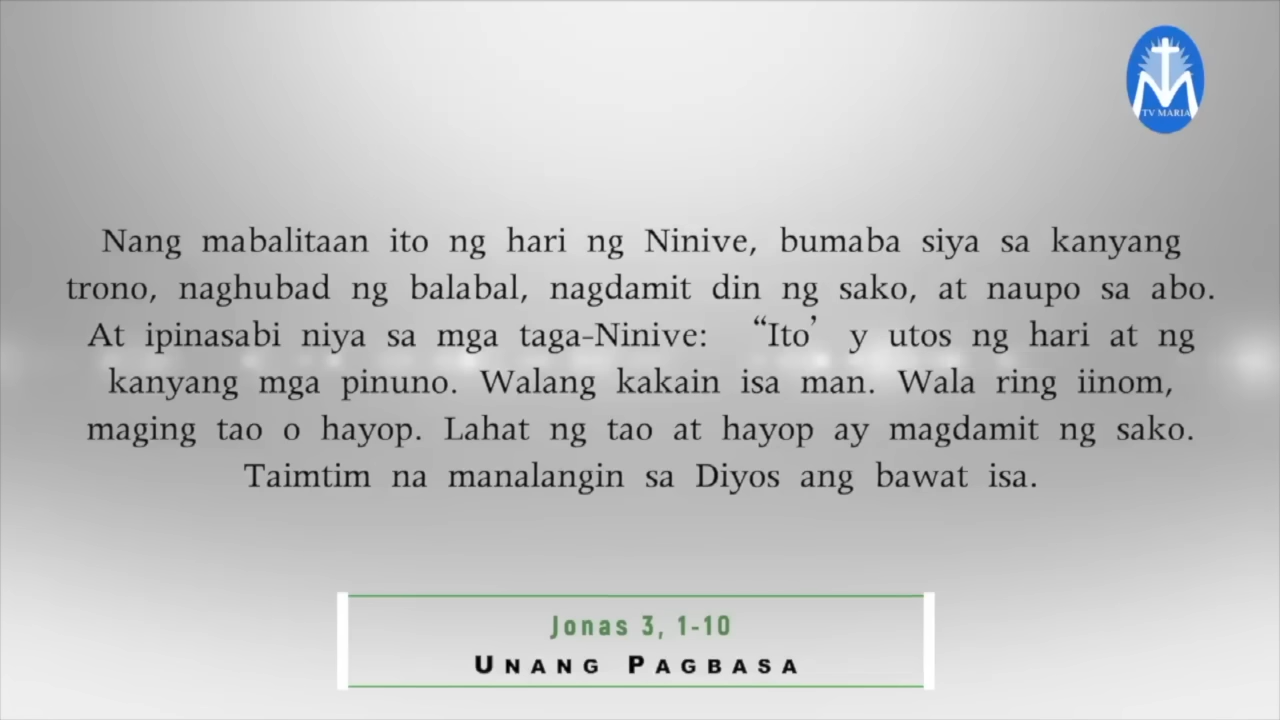 TV MARIA
Nang mabalitaan ito ng hari ng Ninive, bumaba siya sa kanyang
trono, naghubad ng balabal, nagdamit din ng sako, at naupo sa abo.
At ipinasabi niya sa mga taga-Ninive: “Ito’ y utos ng hari at ng
kanyang mga pinuno. Walang kakain isa man. Wala ring iinom,
maging tao o hayop. Lahat ng tao at hayop ay magdamit ng sako.
Taimtim na manalangin sa Diyos ang bawat isa.
Jonas 3, 1-10
UNANG PAGBASA